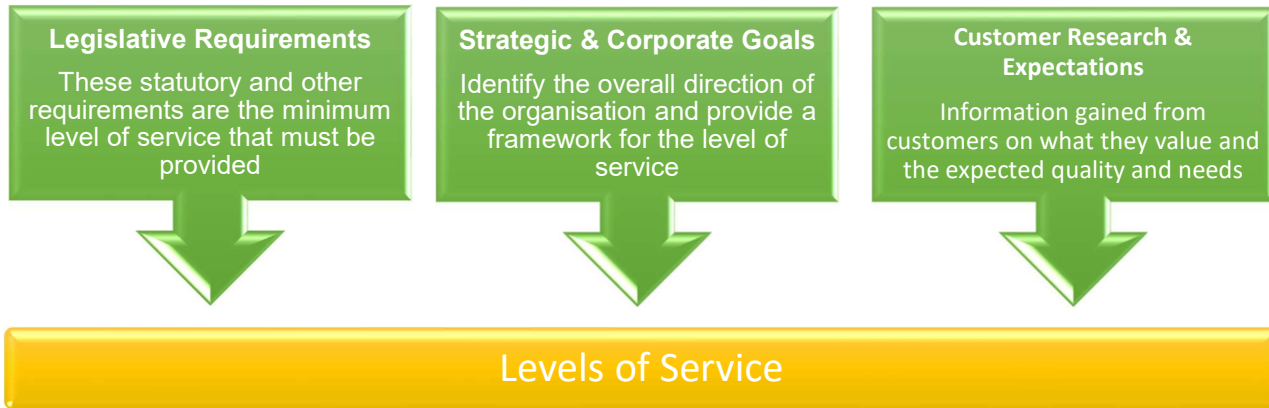 Legislative Requirements
These statutory and other
requirements are the minimum
level of service that must be
provided
Strategic & Corporate Goals
Identify the overall direction of
the organisation and provide a
framework for the level of
service
Customer Research &
Expectations
Information gained from
customers on what they value and
the expected quality and needs
Levels of Service